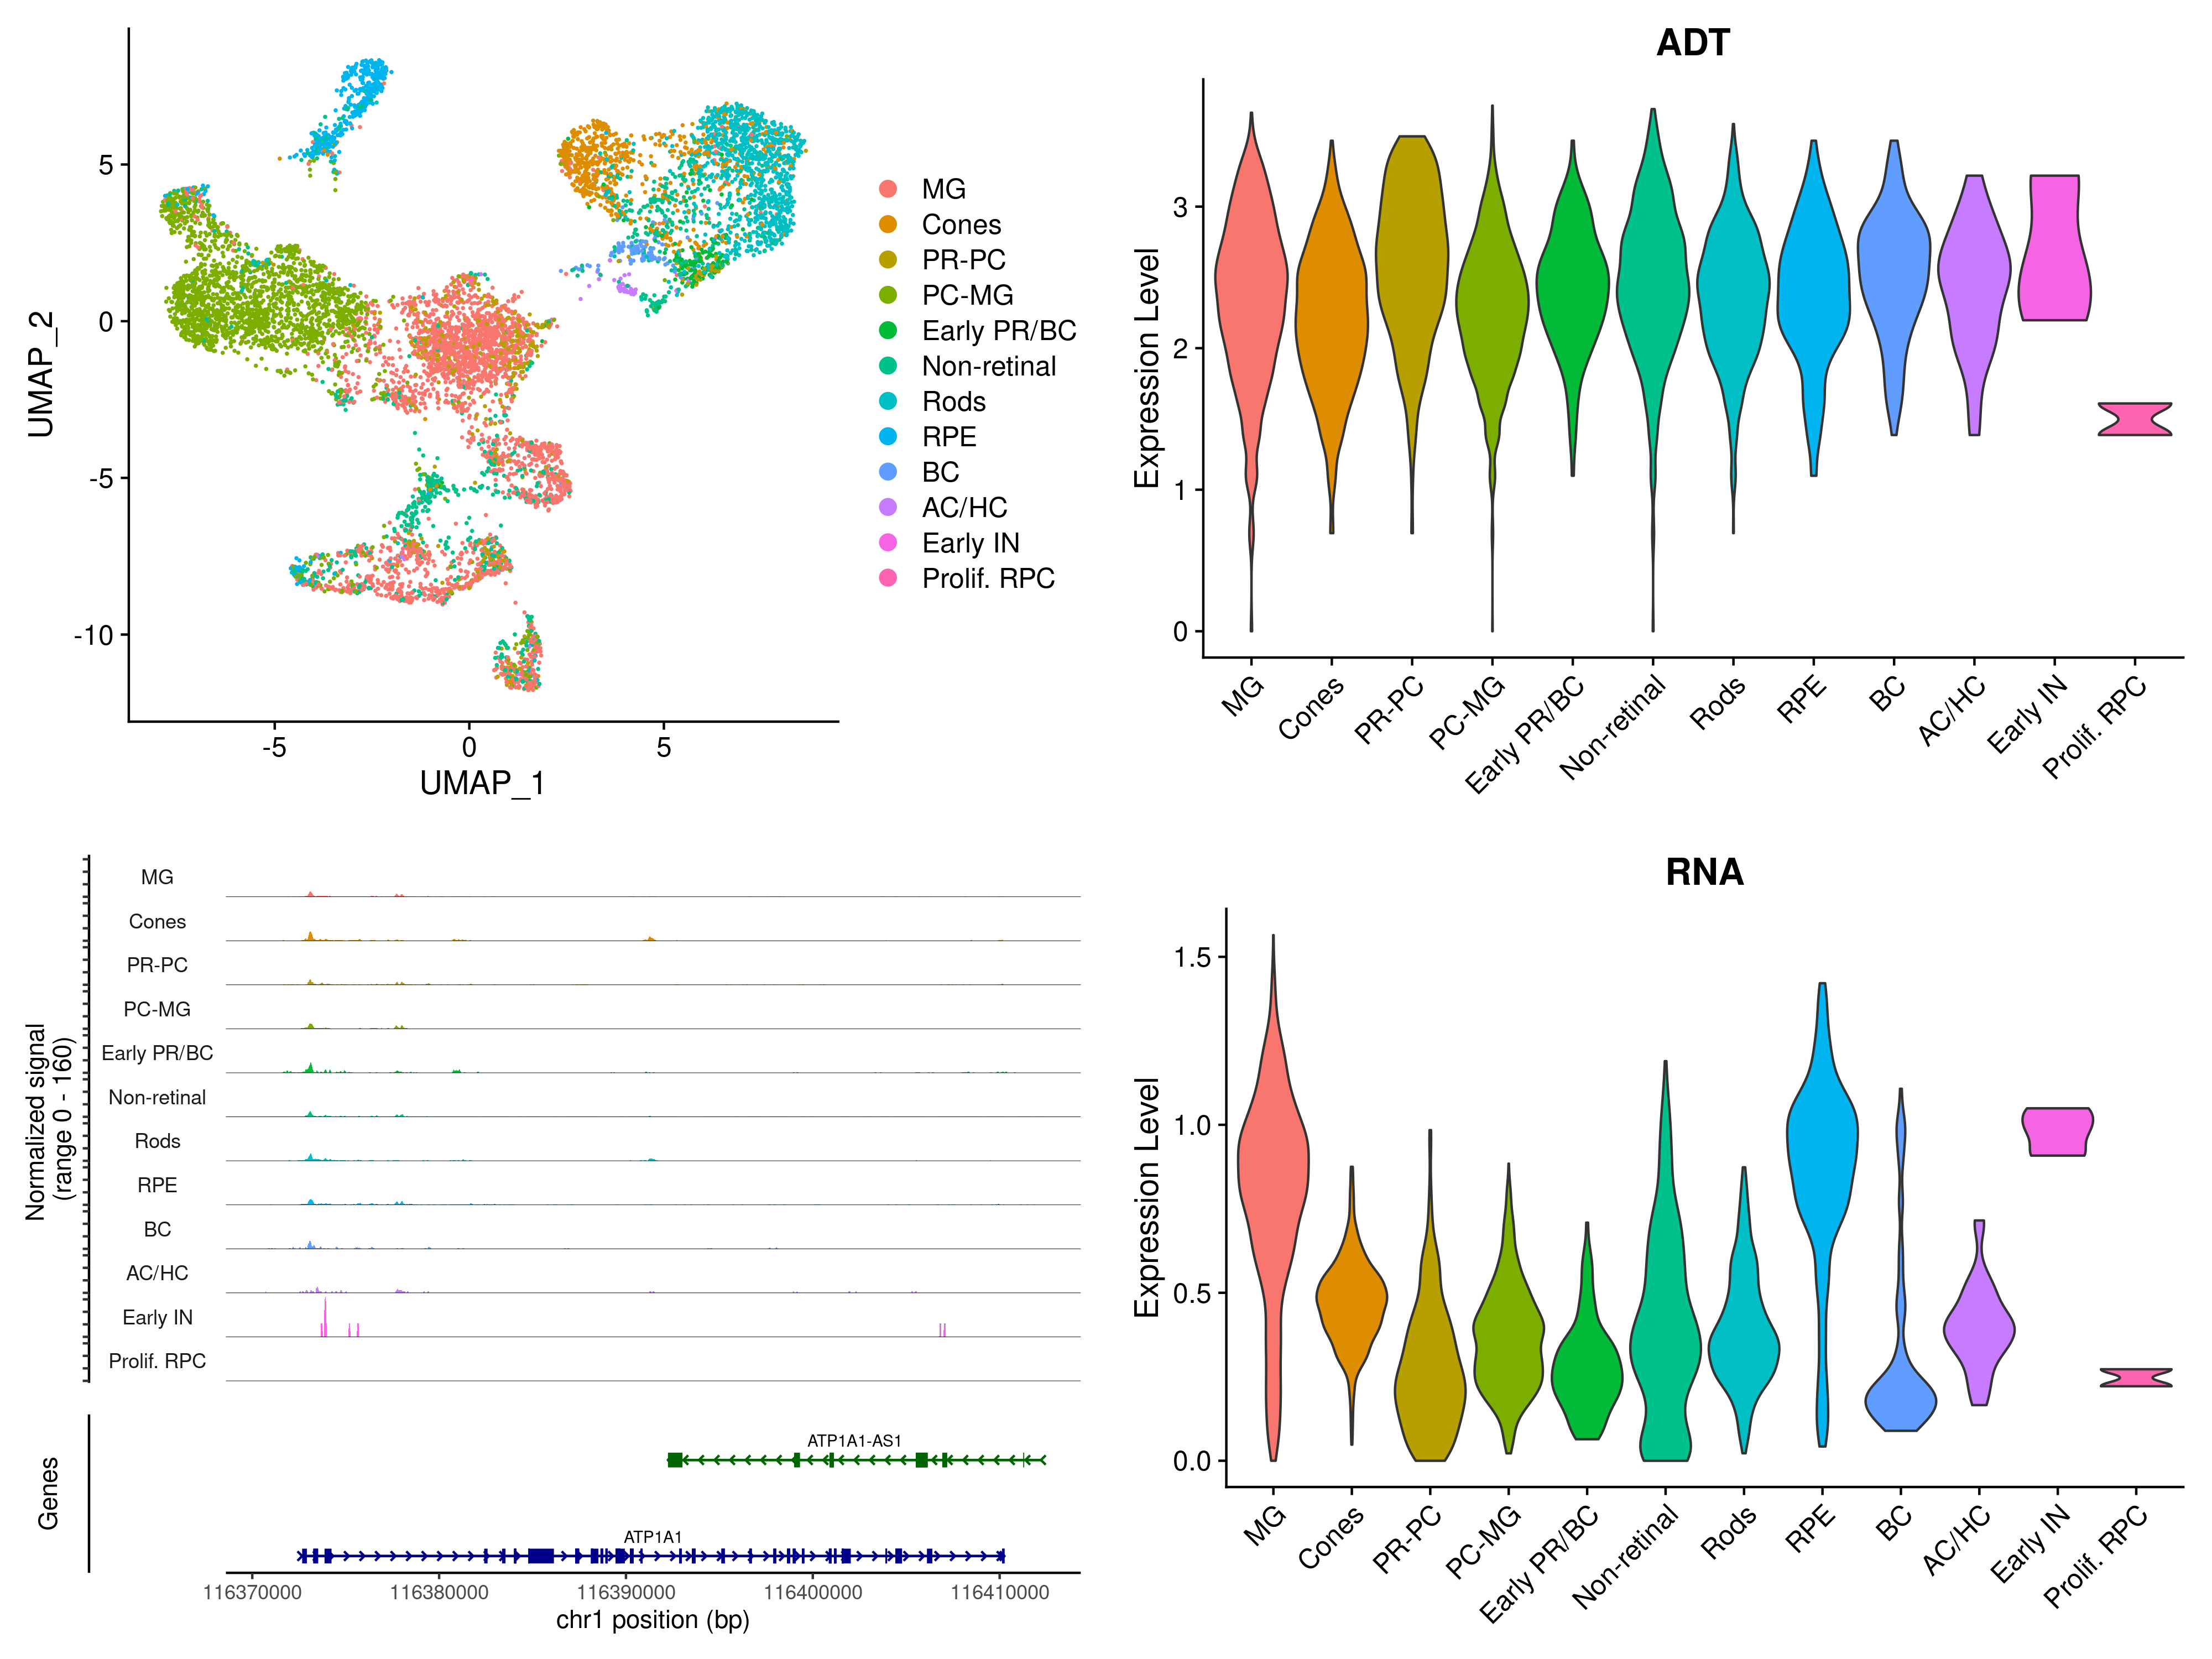 UMAP_2
5
0
-5
-10
-5
0
5
UMAP_1
MG
Cones
PR-PC
PC-MG
Early PR/BC
Non-retinal
Rods
RPE
BC
AC/HC
Early IN
Prolif. RPC
ADT
Expression Level
3
2
1
0
MG
Cones
PR-PC
PC-MG
Early PR/BC
Non-retinal
Rods
RPE
BC
AC/HC
Early IN
Prolif. RPC
Normalized signal
(range 0 - 160)
MG
Cones
PR-PC
PC-MG
Early PR/BC
Non-retinal
Rods
RPE
BC
AC/HC
Early IN
Prolif. RPC
Genes
ATP1A1-AS1
ATP1A1
116370000
116380000
116390000
116400000
116410000
chr1 position (bp)
RNA
Expression Level
1.5
1.0
0.5
0.0
MG
Cones
PR-PC
PC-MG
Early PR/BC
Non-retinal
Rods
RPE
BC
AC/HC
Early IN
Prolif. RPC